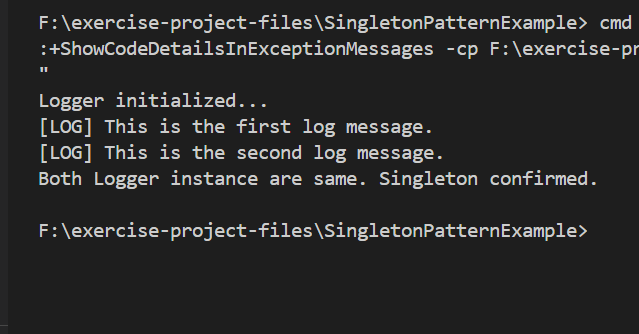 F:\exercise-project-files\SingletonPatternExample> cmd
:+ShowCodeDetailsInExceptionMessages -cp F:\exercise-pr
"
Logger initialized...
[LOG] This is the first log message.
[LOG] This is the second log message.
Both Logger instance are same. Singleton confirmed.
F:\exercise-project-files\SingletonPatternExample>